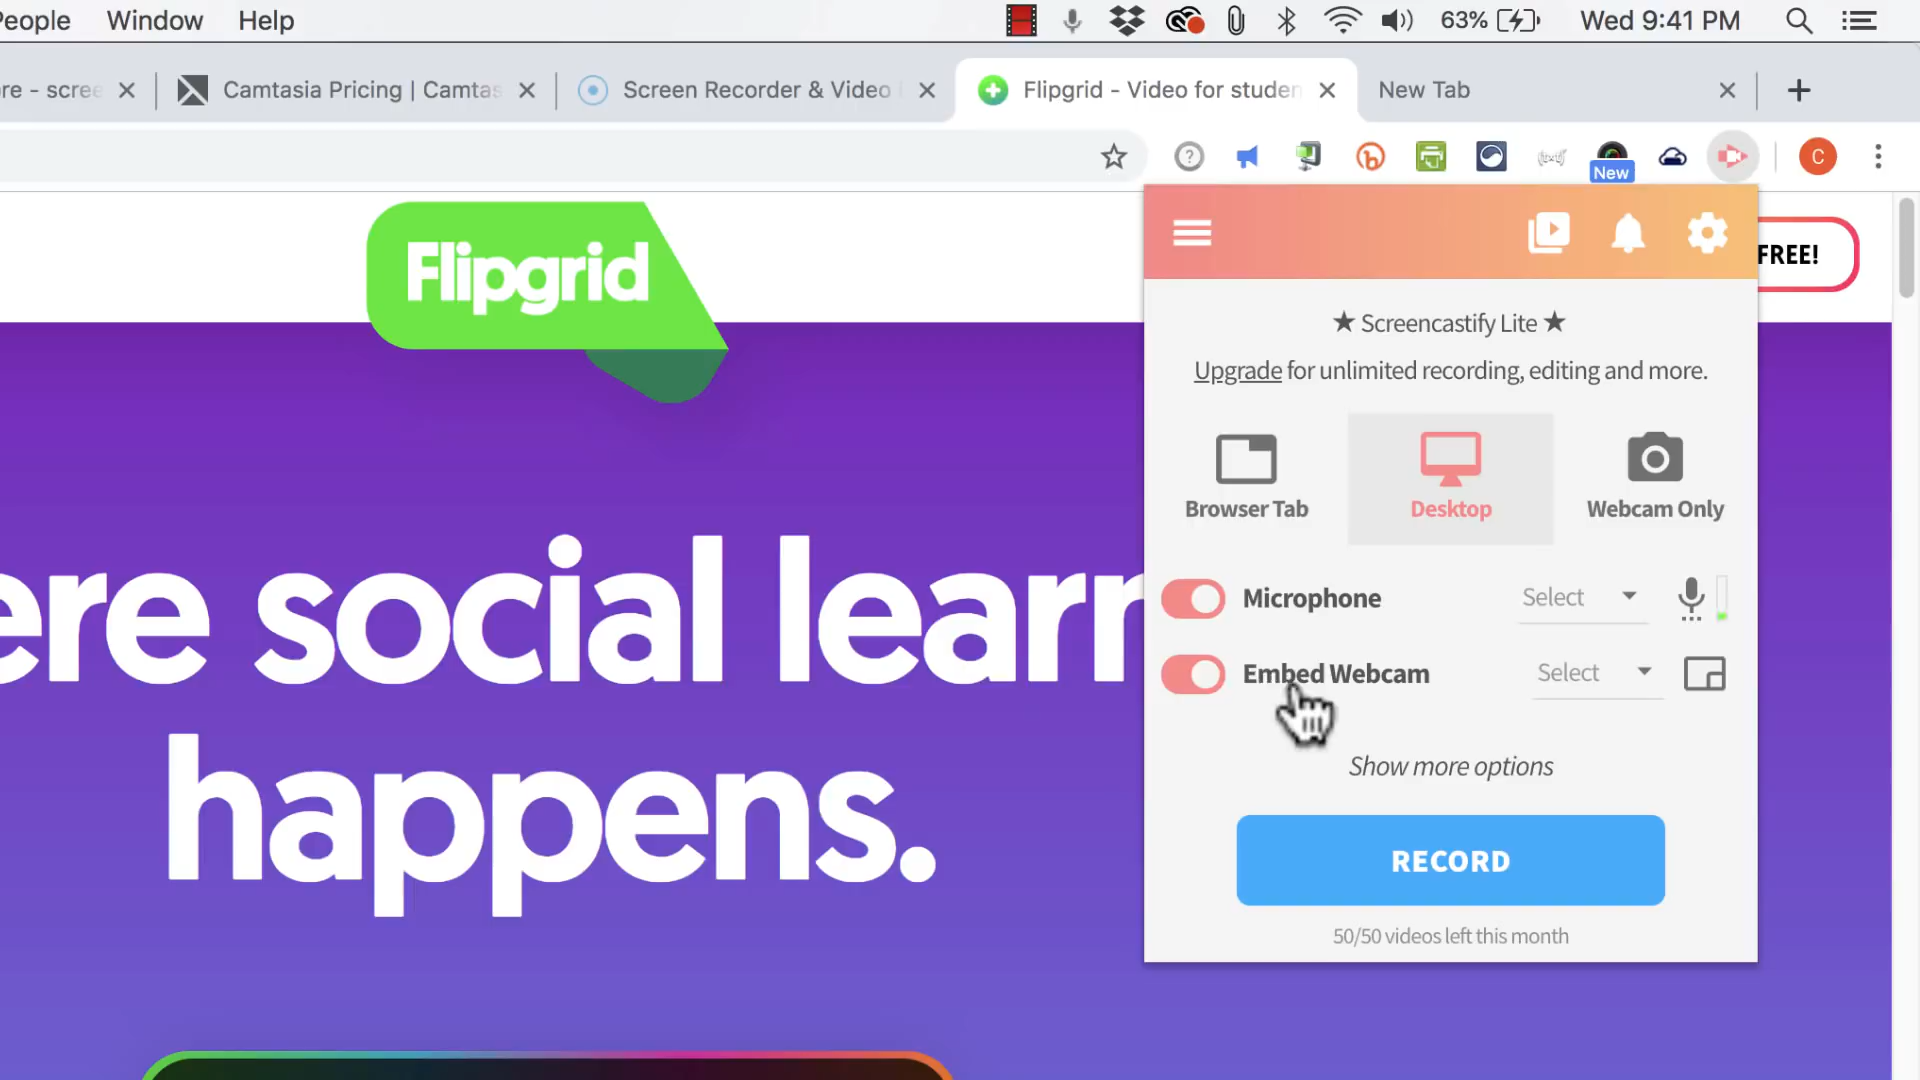 People Window Help 63% Wed 9:41 PM
re - scree Camtasia Pricing | Camtas Screen Recorder & Video Flipgrid - Video for studen New Tab
New C
Flipgrid
FREE!
★ Screencastify Lite ★
Upgrade for unlimited recording, editing and more.
Browser Tab Desktop Webcam Only
Microphone Select
Embed Webcam Select
Show more options
RECORD
50/50 videos left this month
ere social learn
happens.